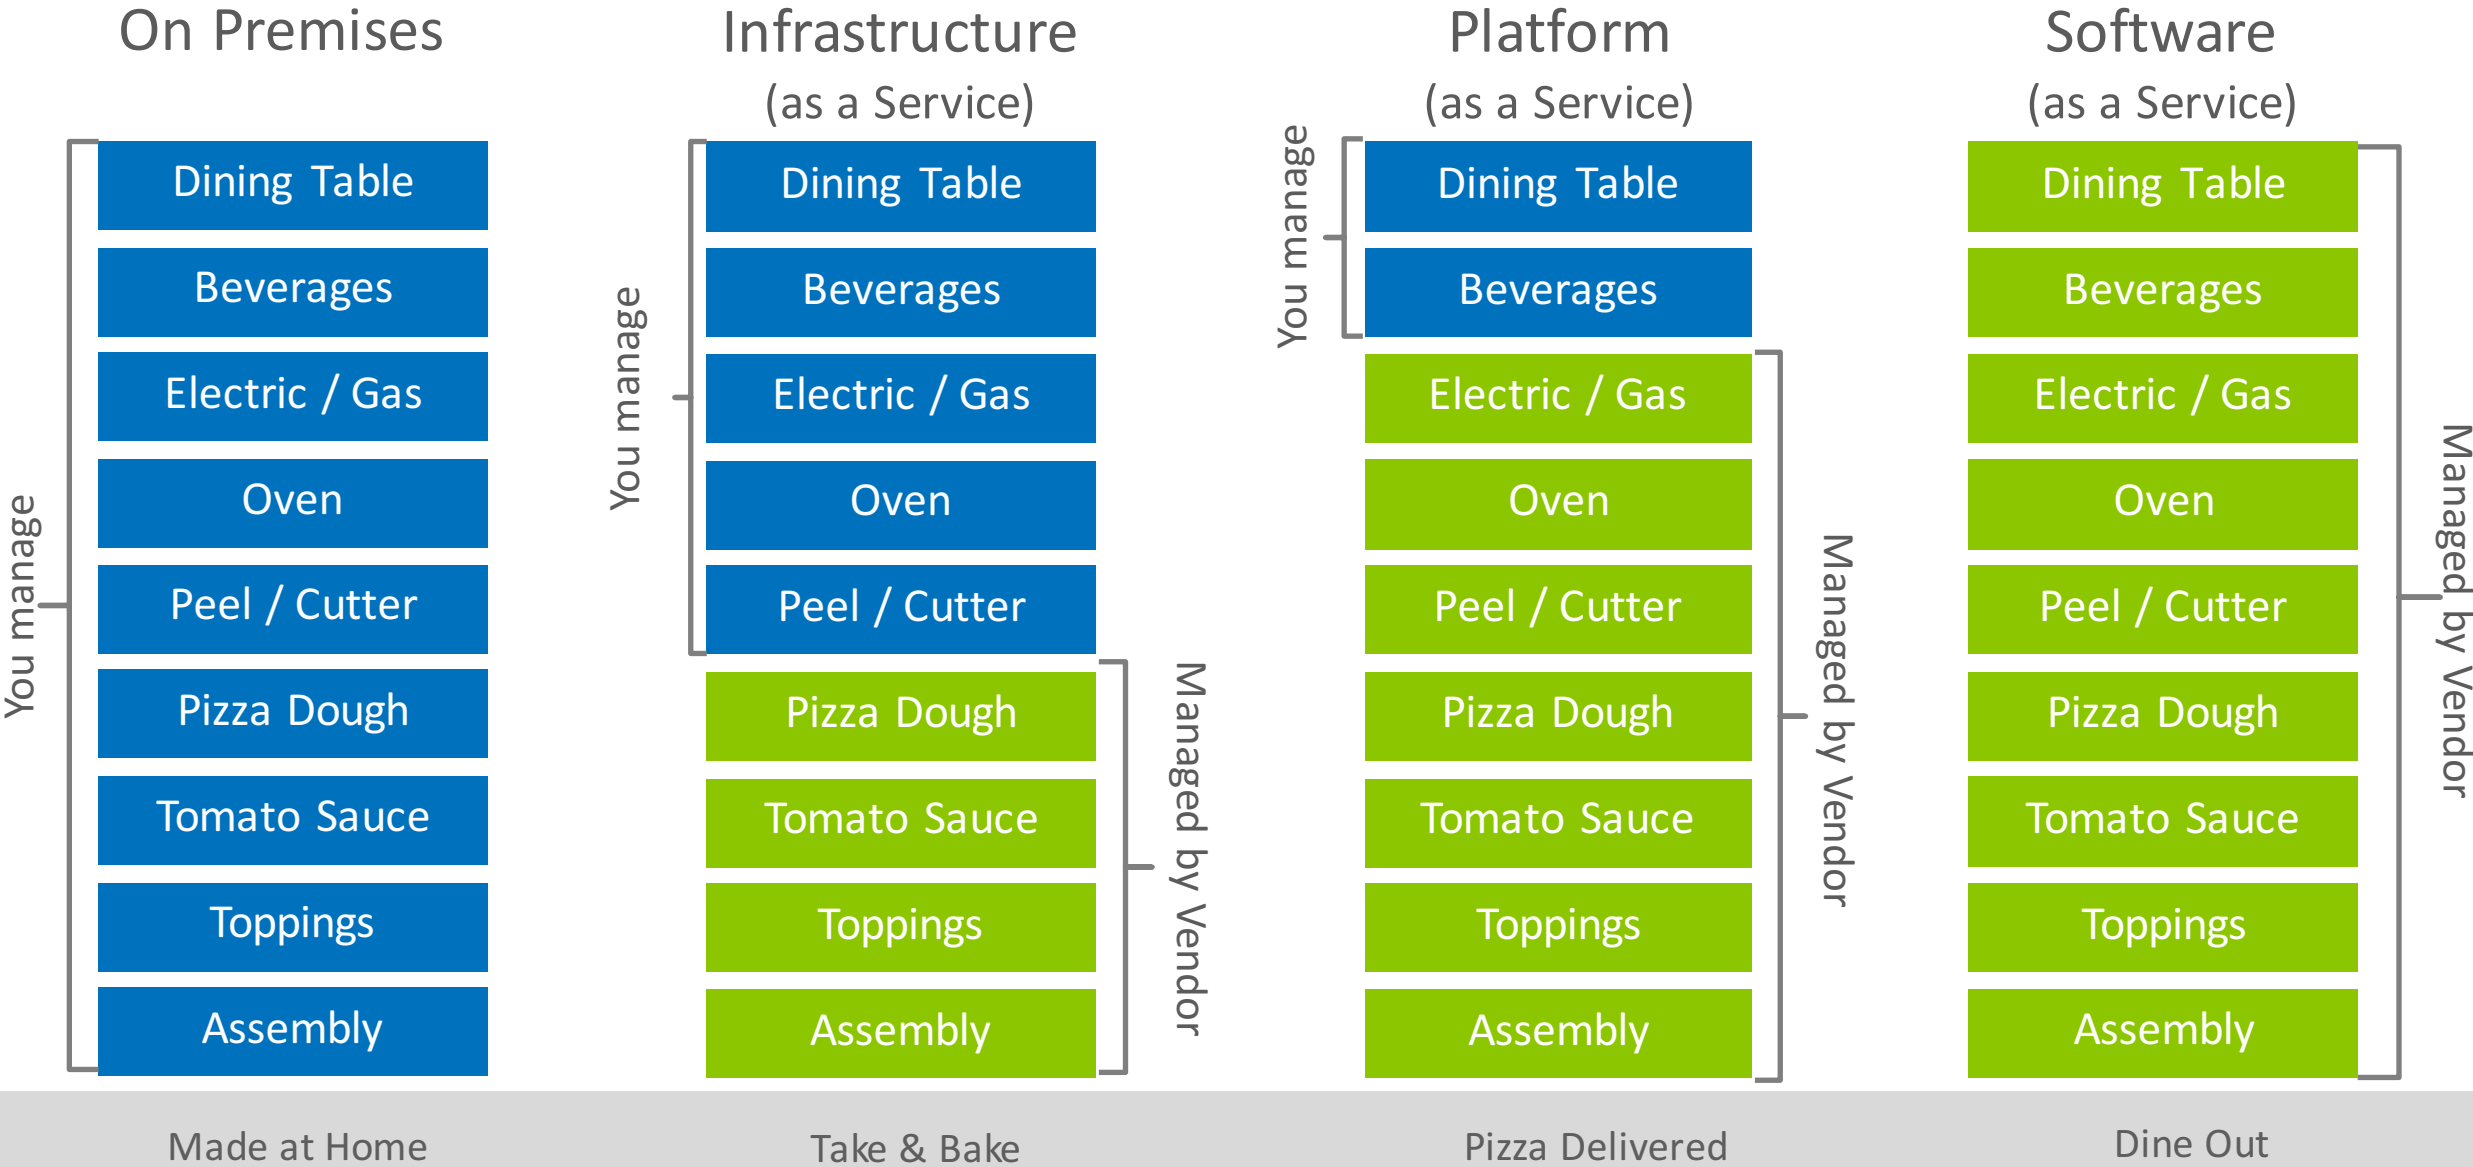 On Premises
Dining Table
Beverages
Electric / Gas
Oven
Peel / Cutter
Pizza Dough
Tomato Sauce
Toppings
Assembly
You manage
Made at Home
Infrastructure
(as a Service)
Dining Table
Beverages
Electric / Gas
Oven
Peel / Cutter
Pizza Dough
Tomato Sauce
Toppings
Assembly
You manage
Managed by Vendor
Take & Bake
Platform
(as a Service)
Dining Table
Beverages
Electric / Gas
Oven
Peel / Cutter
Pizza Dough
Tomato Sauce
Toppings
Assembly
You manage
Managed by Vendor
Pizza Delivered
Software
(as a Service)
Dining Table
Beverages
Electric / Gas
Oven
Peel / Cutter
Pizza Dough
Tomato Sauce
Toppings
Assembly
Managed by Vendor
Dine Out